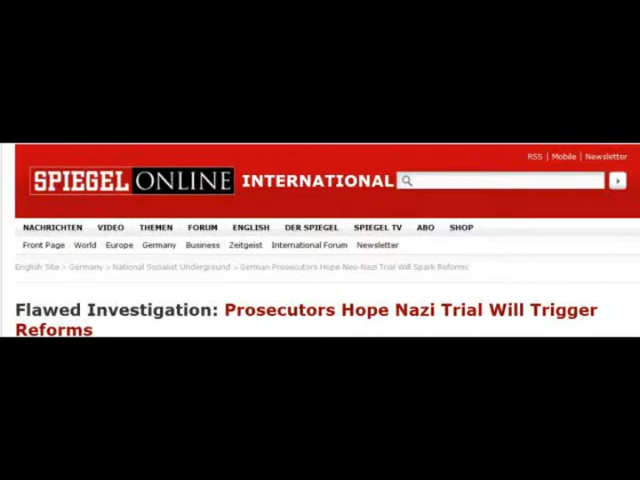 RSS | Mobile | Newsletter
SPIEGEL ONLINE INTERNATIONAL
NACHRICHTEN VIDEO THEMEN FORUM ENGLISH DER SPIEGEL SPIEGEL TV ABO SHOP
Front Page World Europe Germany Business Zeitgeist International Forum Newsletter
English Site > Germany > National Socialist Underground > German Prosecutors Hope Neo-Nazi Trial Will Spark Reforms
Flawed Investigation: Prosecutors Hope Nazi Trial Will Trigger
Reforms